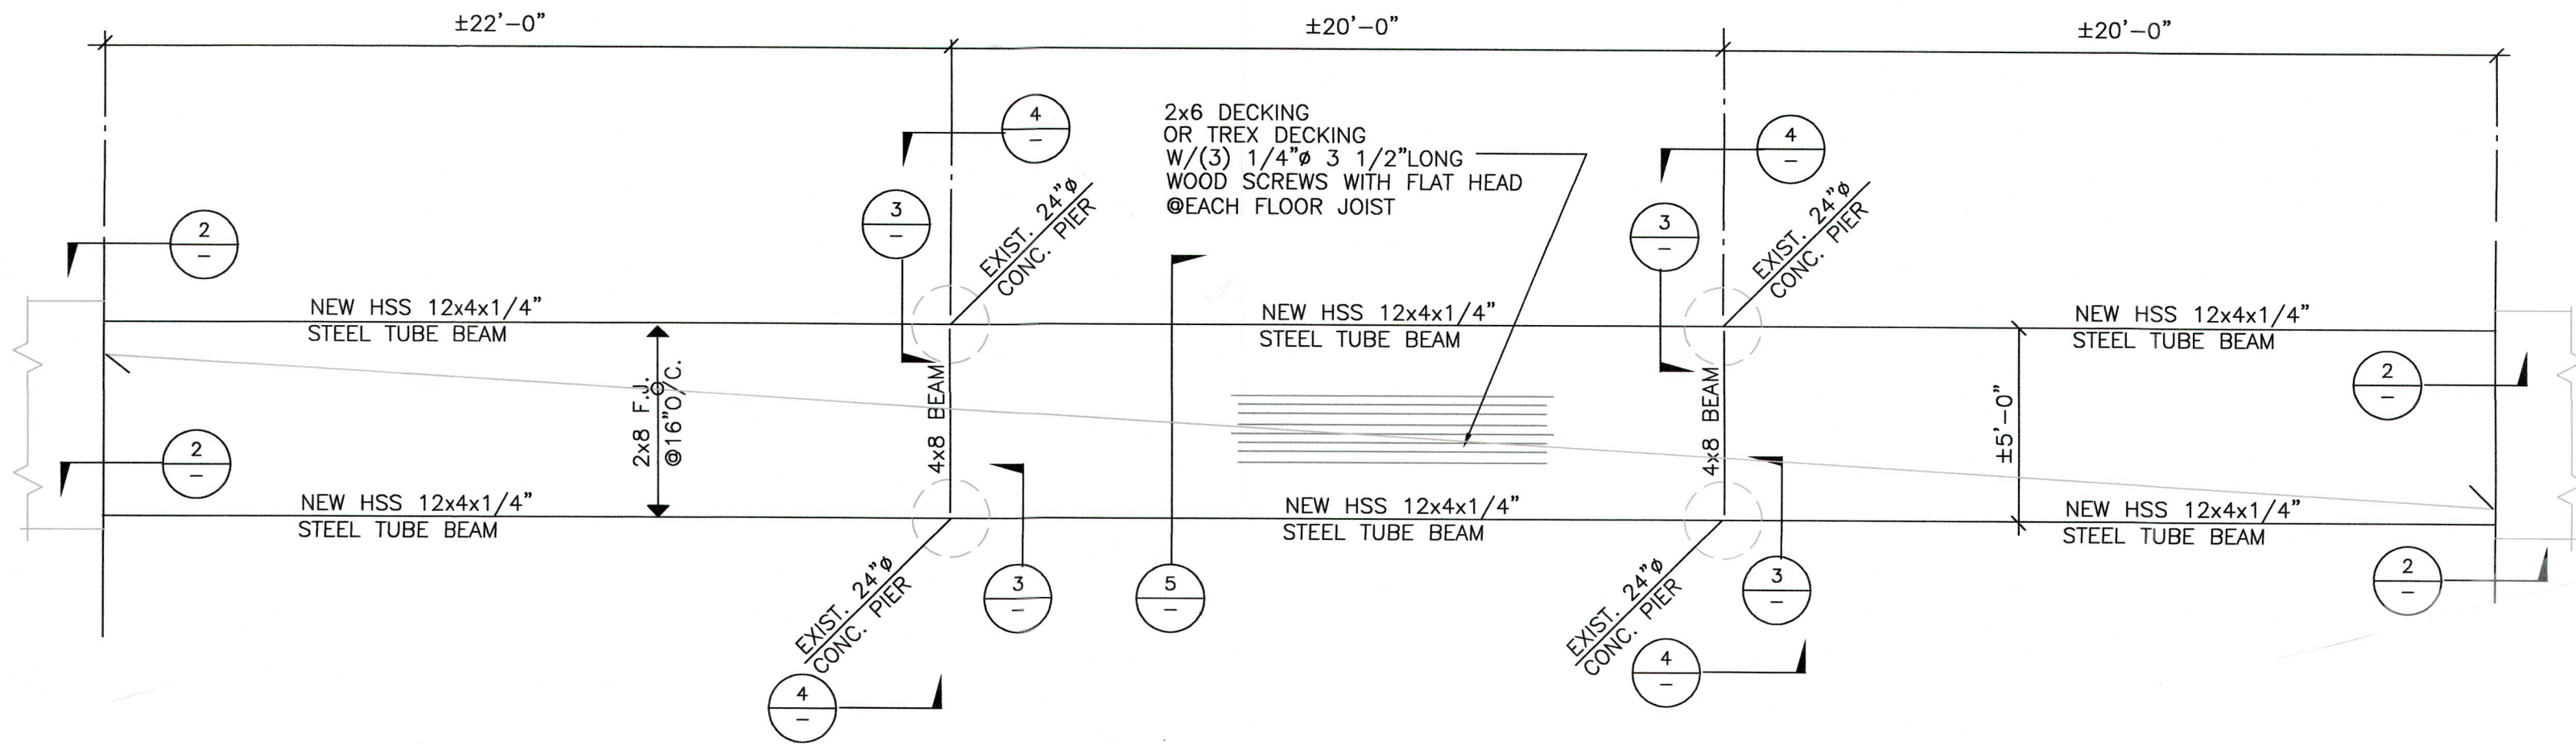 ±22'-0"
±20'-0"
±20'-0"
4
–
2x6 DECKING
OR TREX DECKING
W/(3) 1/4"ø 3 1/2"LONG
WOOD SCREWS WITH FLAT HEAD
@EACH FLOOR JOIST
4
–
3
–
EXIST. 24"ø
CONC. PIER
3
–
EXIST. 24"ø
CONC. PIER
2
–
NEW HSS 12x4x1/4"
STEEL TUBE BEAM
NEW HSS 12x4x1/4"
STEEL TUBE BEAM
NEW HSS 12x4x1/4"
STEEL TUBE BEAM
2x8 F.J.
@16"O/C.
4x8 BEAM
4x8 BEAM
±5'-0"
2
–
2
–
NEW HSS 12x4x1/4"
STEEL TUBE BEAM
NEW HSS 12x4x1/4"
STEEL TUBE BEAM
NEW HSS 12x4x1/4"
STEEL TUBE BEAM
EXIST. 24"ø
CONC. PIER
3
–
5
–
EXIST. 24"ø
CONC. PIER
3
–
2
–
4
–
4
–